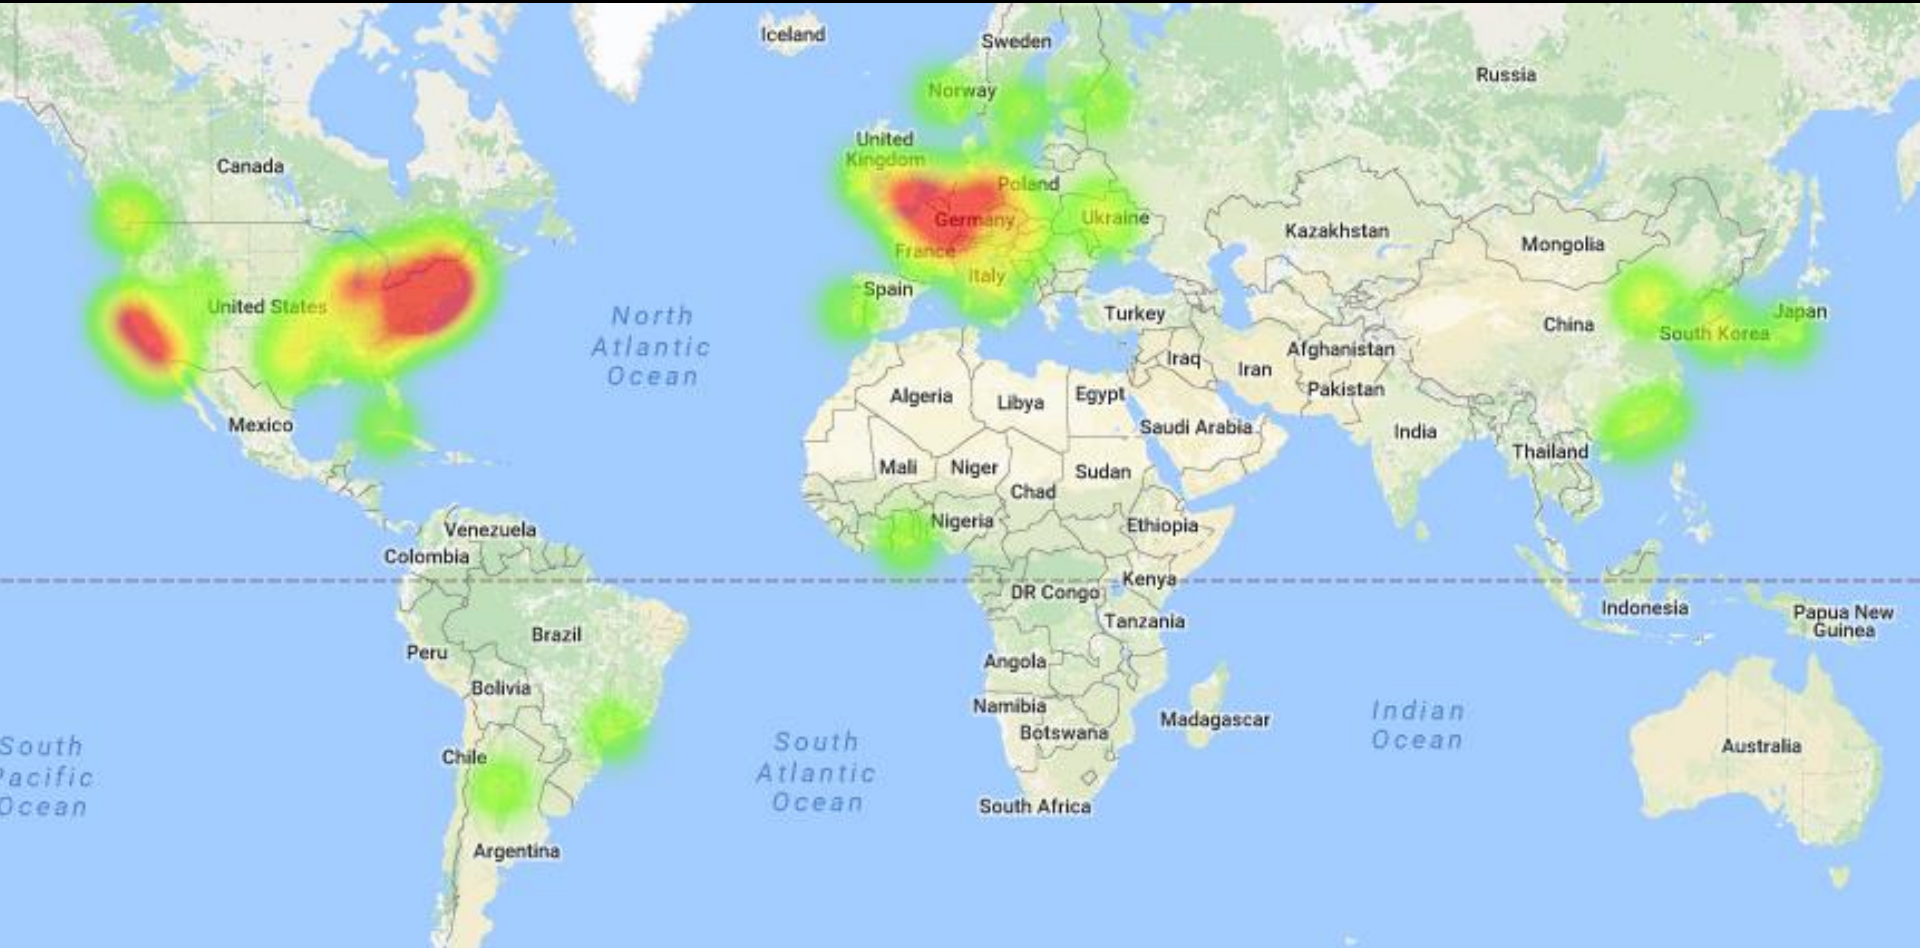 Iceland
Sweden
Russia
Norway
United
Kingdom
Canada
Poland
Germany
Ukraine
Kazakhstan
Mongolia
France
Italy
Spain
United States
North
Atlantic
Ocean
Turkey
China
South Korea
Japan
Iraq
Iran
Afghanistan
Pakistan
Algeria
Libya
Egypt
Saudi Arabia
India
Thailand
Mexico
Mali
Niger
Chad
Sudan
Nigeria
Ethiopia
Venezuela
Colombia
DR Congo
Kenya
Tanzania
Indonesia
Papua New
Guinea
Brazil
Peru
Bolivia
Angola
Namibia
Botswana
Madagascar
Indian
Ocean
South
Pacific
Ocean
Chile
South
Atlantic
Ocean
Australia
South Africa
Argentina